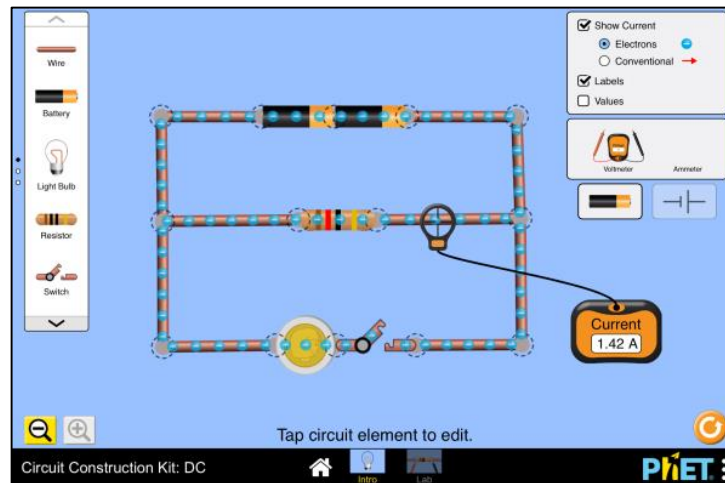 Wire
Battery
Light Bulb
Resistor
Switch
Show Current
Electrons
Conventional
Labels
Values
Voltmeter
Ammeter
Current
1.42 A
Tap circuit element to edit.
Circuit Construction Kit: DC
Intro
Lab
PhET